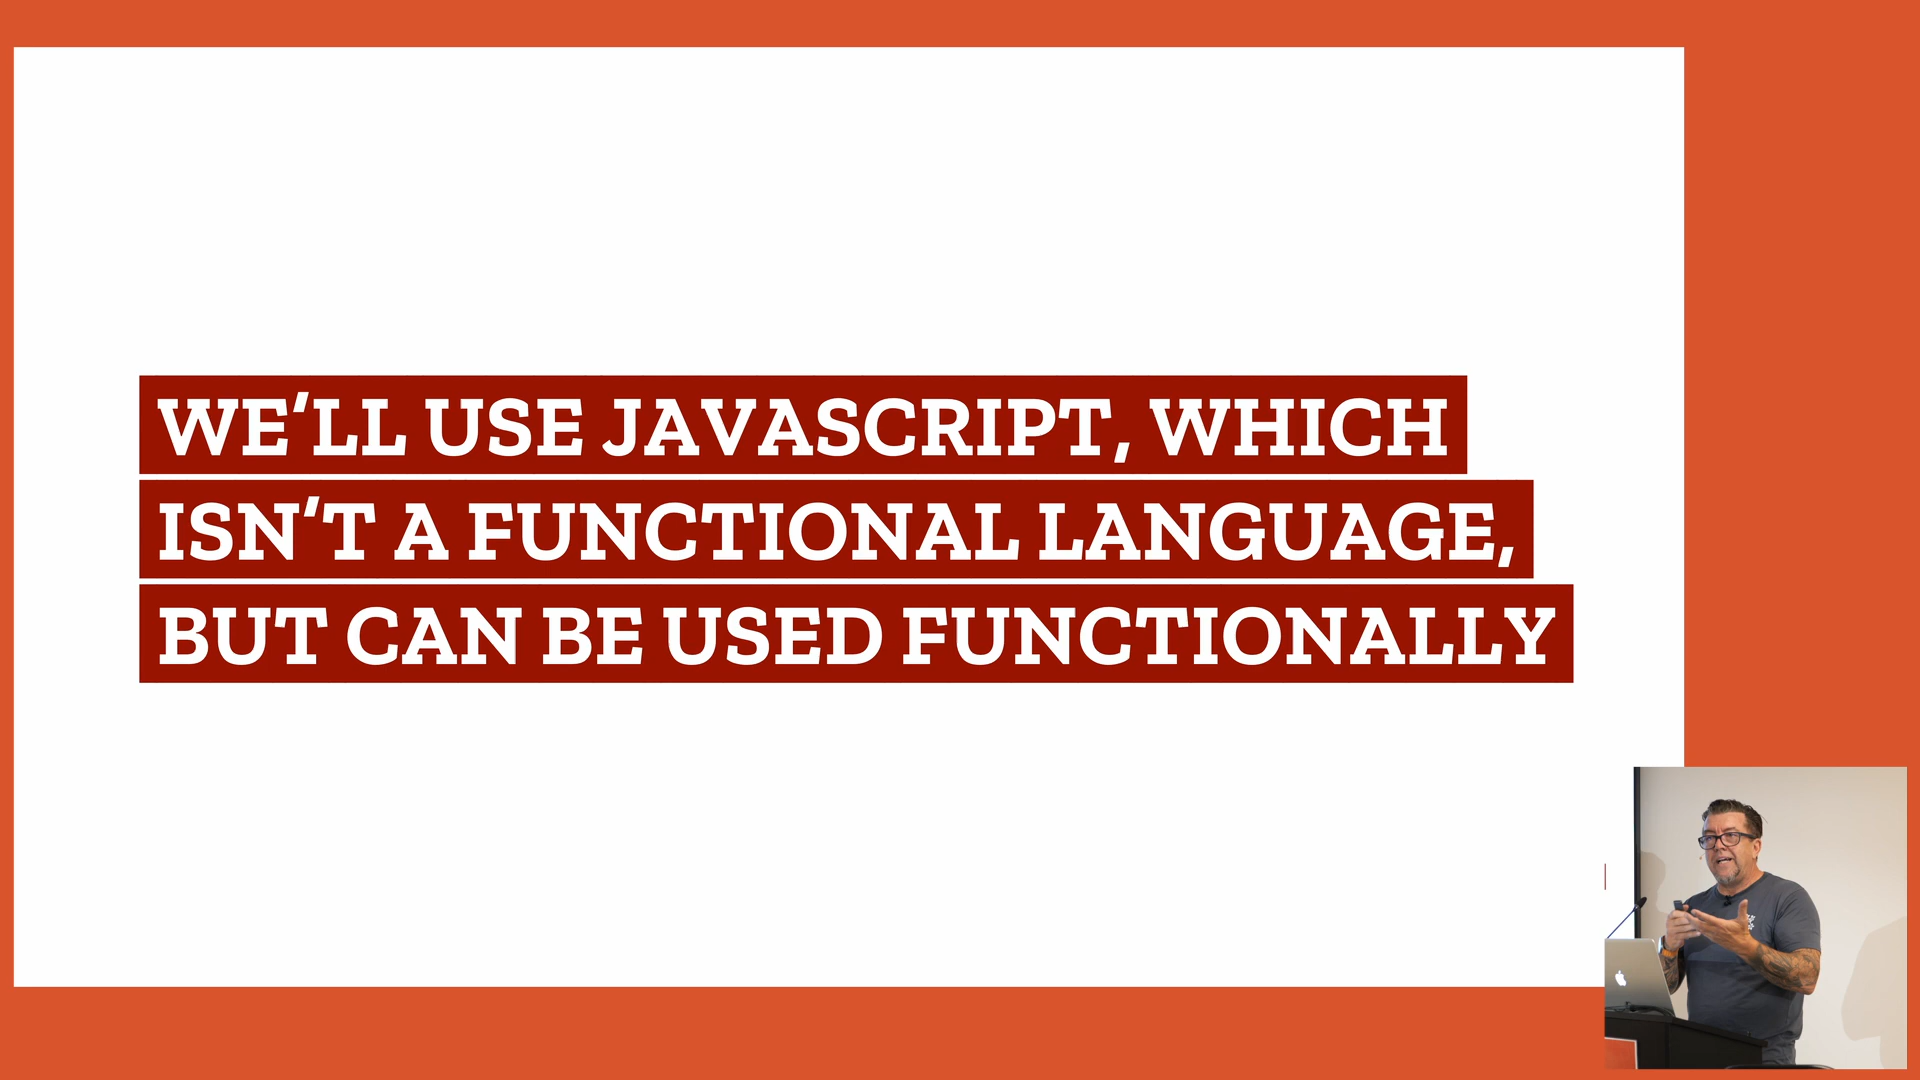 WE'LL USE JAVASCRIPT, WHICH
ISN'T A FUNCTIONAL LANGUAGE,
BUT CAN BE USED FUNCTIONALLY